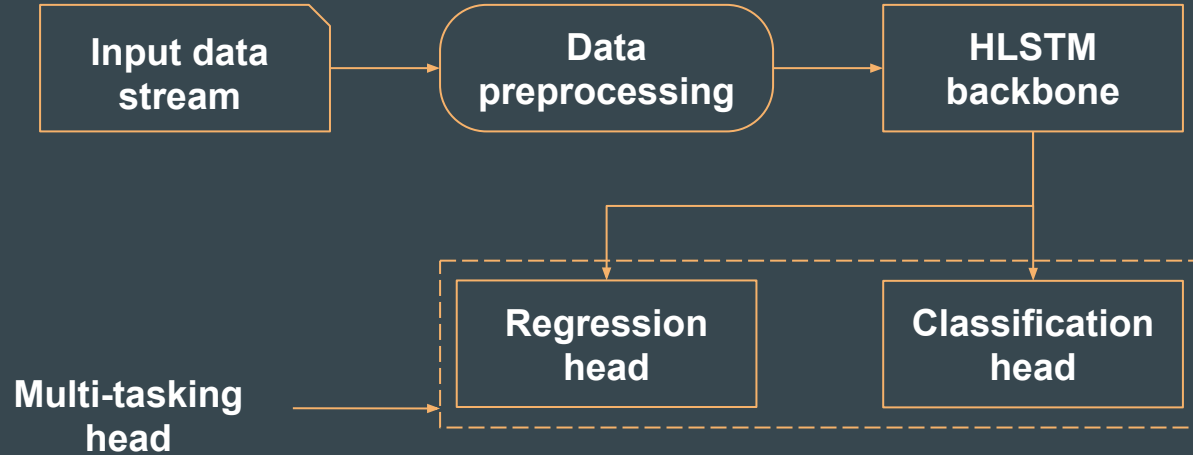 Input data
stream
Data
preprocessing
HLSTM
backbone
Regression
head
Classification
head
Multi-tasking
head